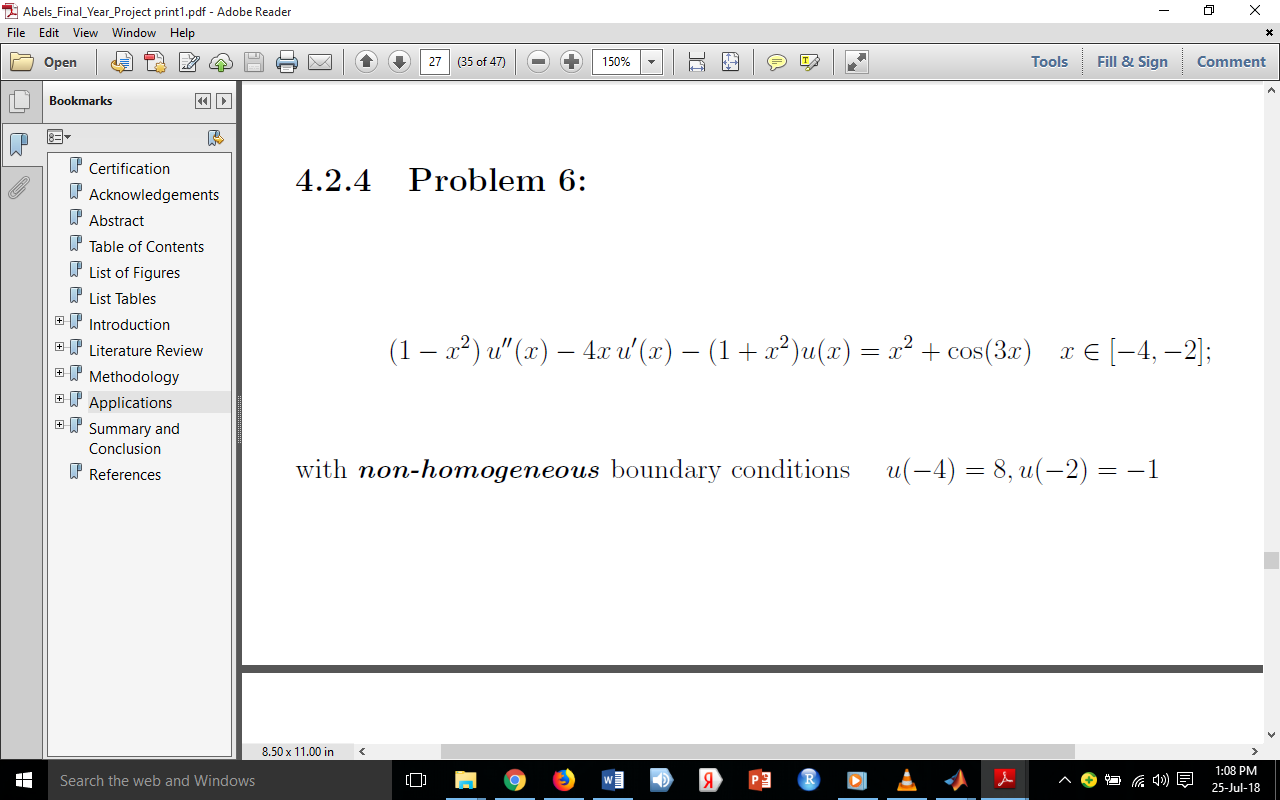 Abels_Final_Year_Project print1.pdf - Adobe Reader
File Edit View Window Help
Open 27 (35 of 47) 150% Tools Fill & Sign Comment
Bookmarks
Certification
Acknowledgements
Abstract
Table of Contents
List of Figures
List Tables
Introduction
Literature Review
Methodology
Applications
Summary and
Conclusion
References
4.2.4 Problem 6:
(1 − x²) u″(x) − 4x u′(x) − (1 + x²)u(x) = x² + cos(3x) x ∈ [−4, −2];
with non-homogeneous boundary conditions u(−4) = 8, u(−2) = −1
8.50 x 11.00 in
Search the web and Windows
1:08 PM
25-Jul-18